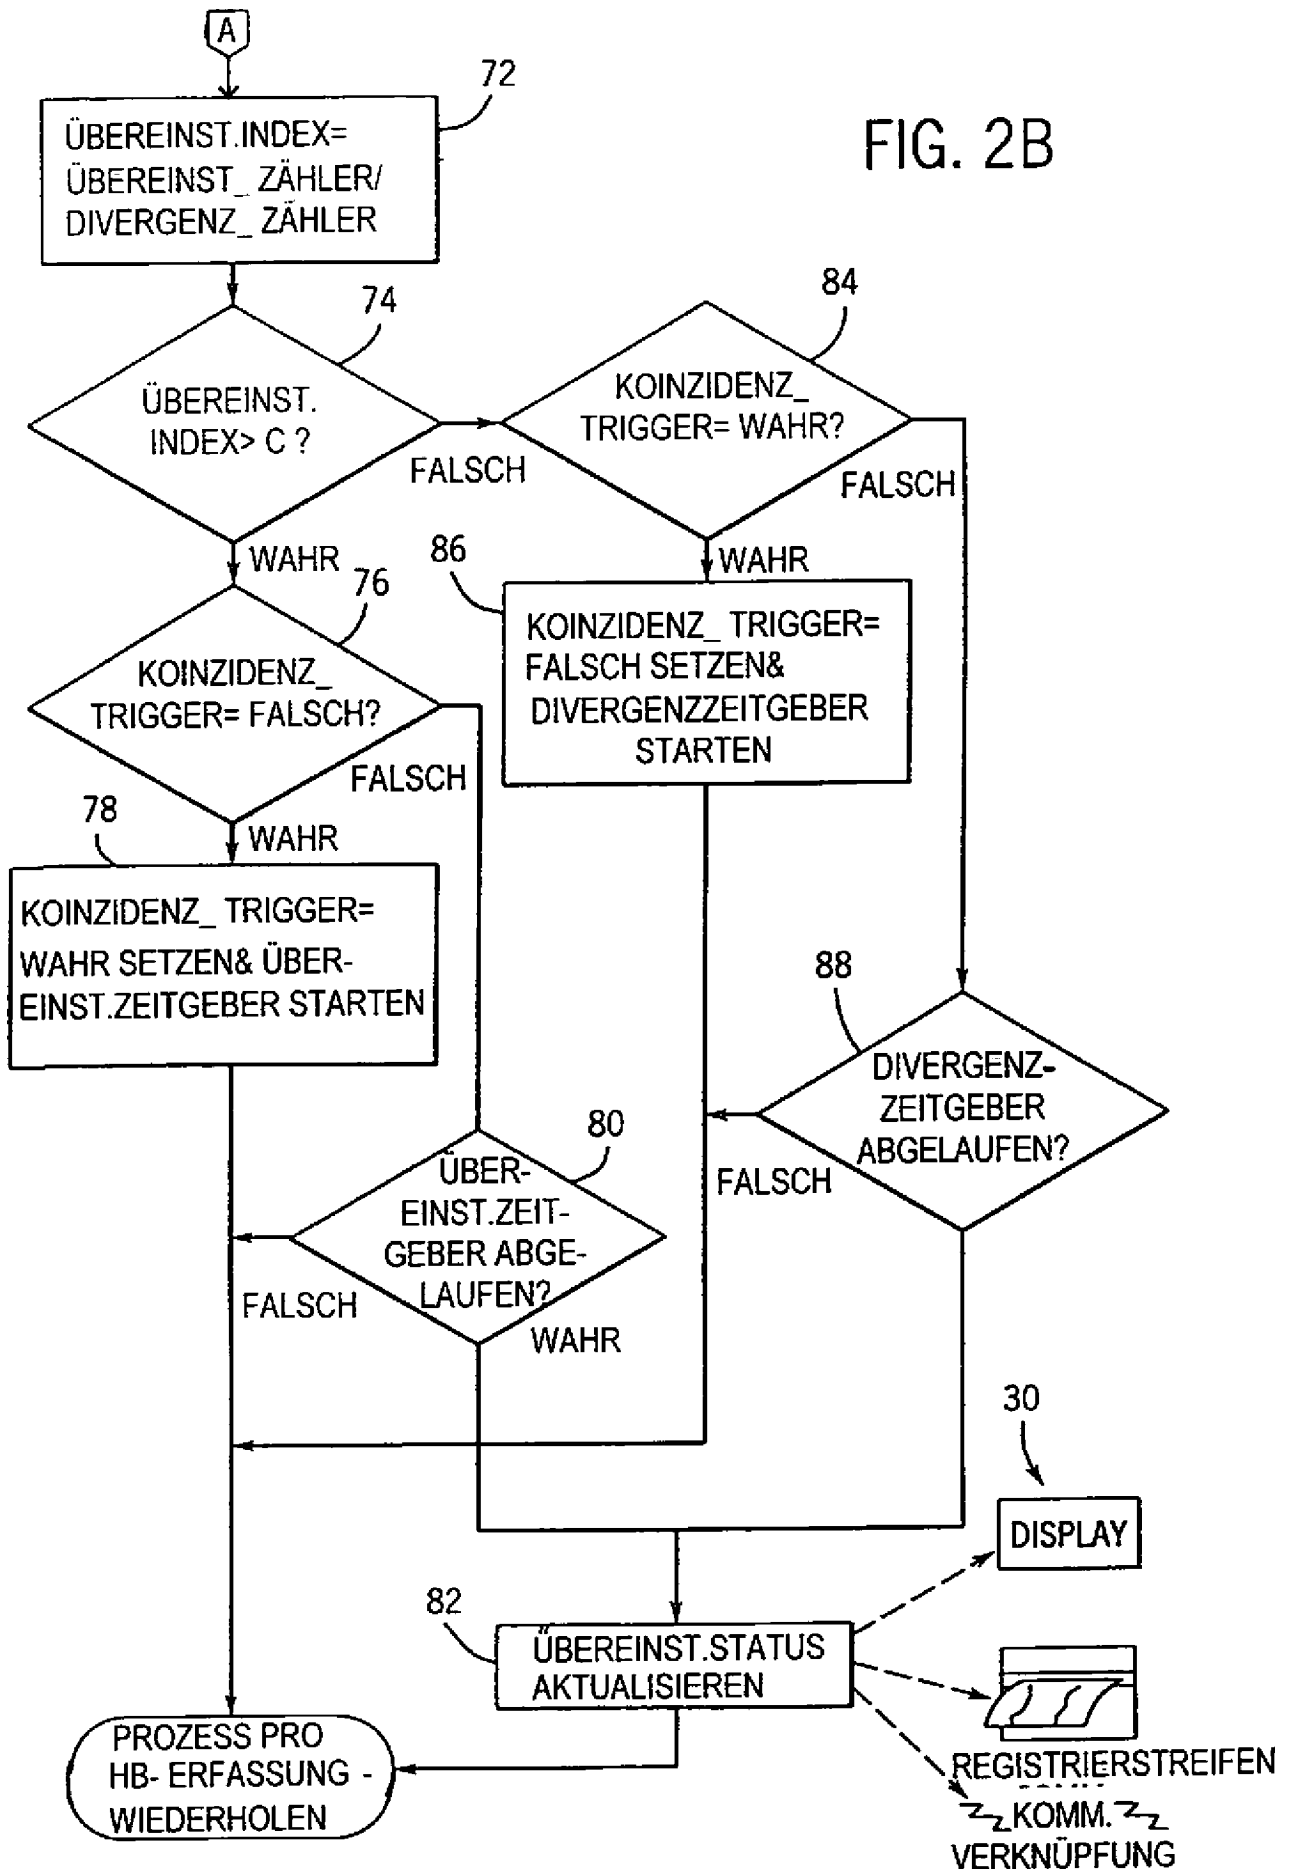 A
72
ÜBEREINST.INDEX=
ÜBEREINST_ ZÄHLER/
DIVERGENZ_ ZÄHLER
FIG. 2B
74
ÜBEREINST.
INDEX> C ?
FALSCH
WAHR
84
KOINZIDENZ_
TRIGGER= WAHR?
FALSCH
WAHR
76
KOINZIDENZ_
TRIGGER= FALSCH?
FALSCH
WAHR
86
KOINZIDENZ_ TRIGGER=
FALSCH SETZEN&
DIVERGENZZEITGEBER
STARTEN
78
KOINZIDENZ_ TRIGGER=
WAHR SETZEN& ÜBER-
EINST.ZEITGEBER STARTEN
88
DIVERGENZ-
ZEITGEBER
ABGELAUFEN?
FALSCH
80
ÜBER-
EINST.ZEIT-
GEBER ABGE-
LAUFEN?
FALSCH
WAHR
30
DISPLAY
82
ÜBEREINST.STATUS
AKTUALISIEREN
REGISTRIERSTREIFEN
KOMM.
VERKNÜPFUNG
PROZESS PRO
HB- ERFASSUNG -
WIEDERHOLEN